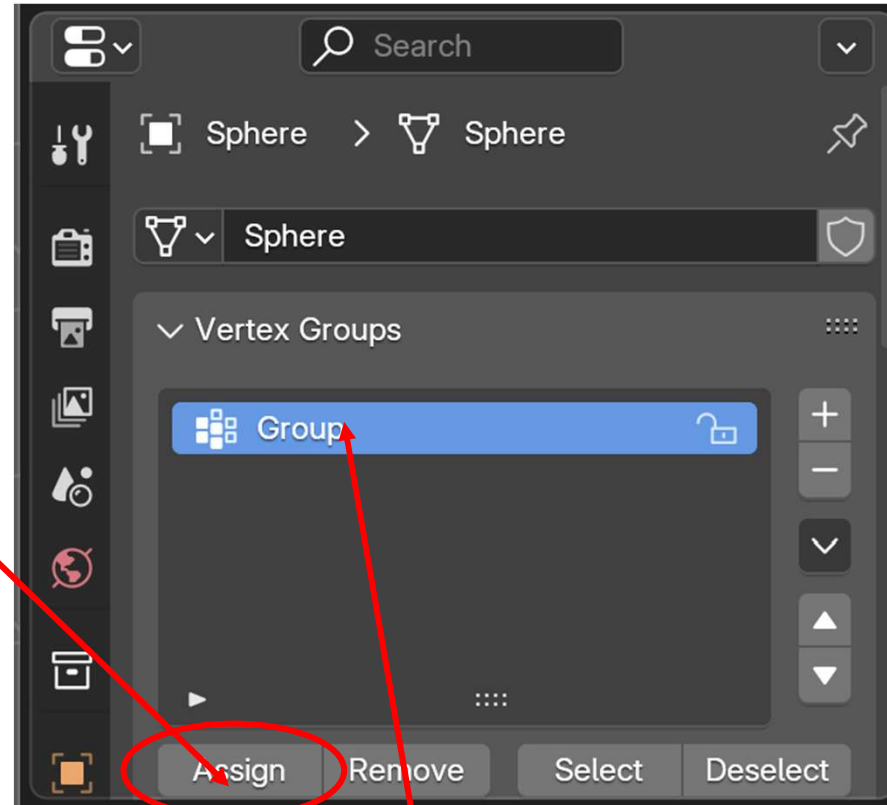 Search
Sphere > Sphere
Sphere
Vertex Groups
Group
Assign Remove Select Deselect